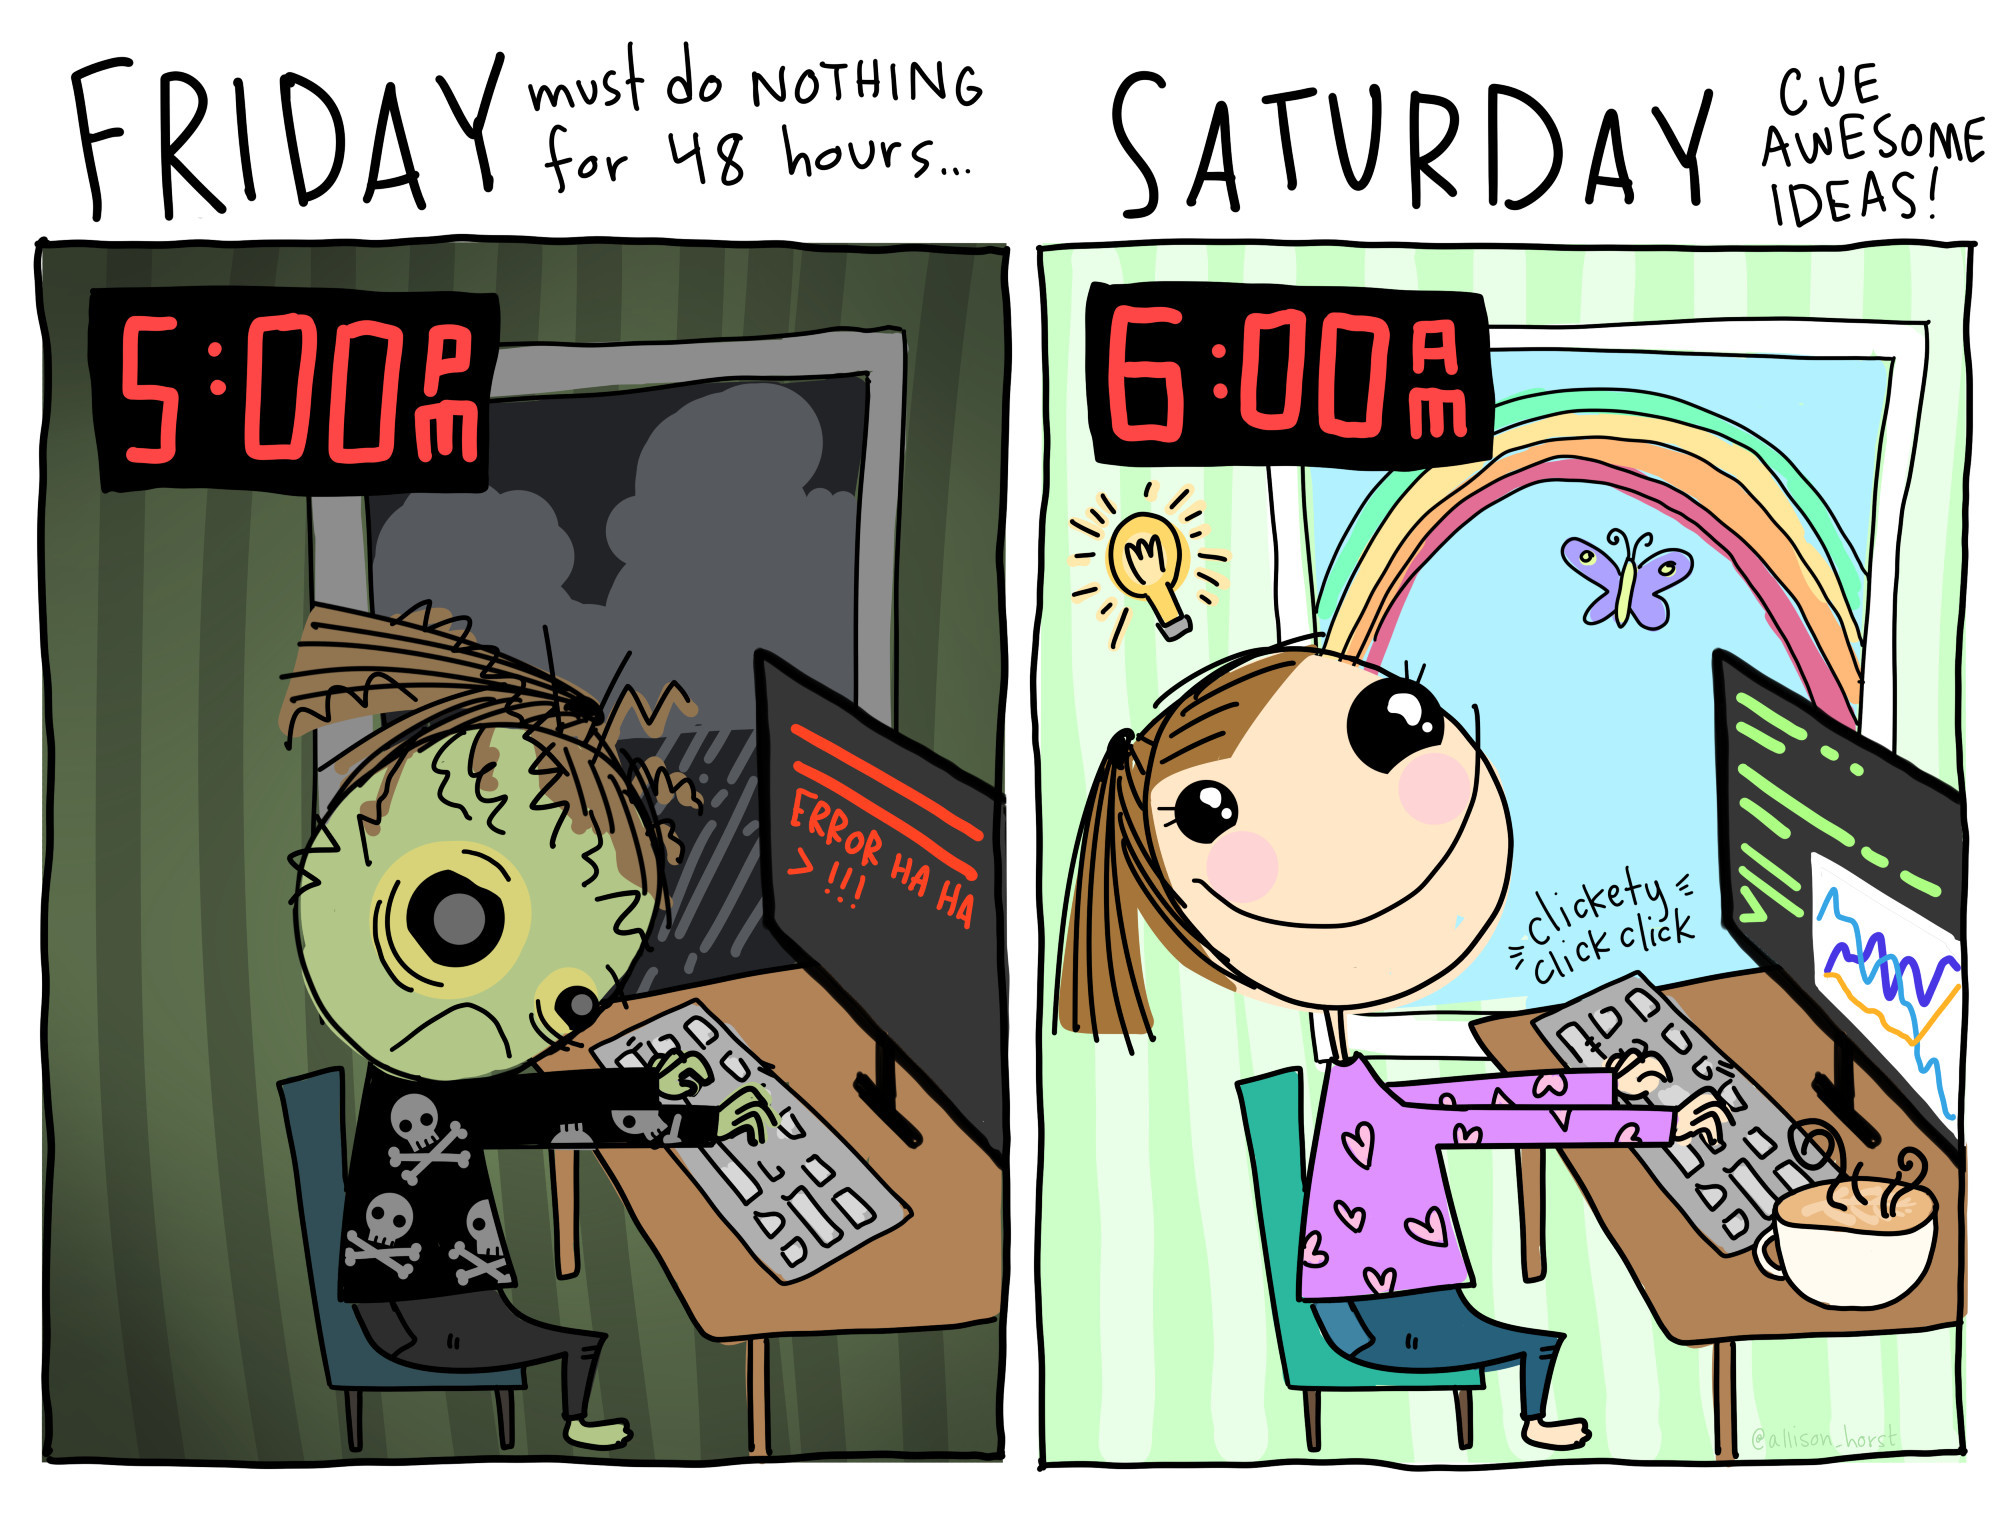 FRIDAY
must do NOTHING
for 48 hours...
5:00 PM
ERROR HA HA
> !!!
SATURDAY
CUE
AWESOME
IDEAS!
6:00 AM
clickety
click click
@allison_horst